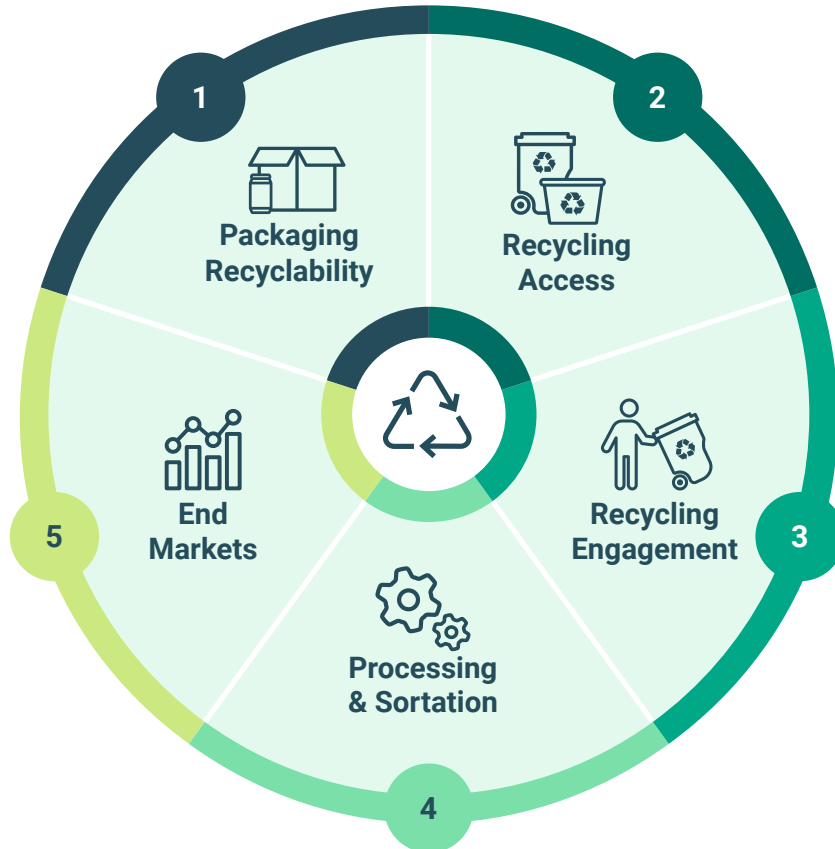 1
Packaging
Recyclability
2
Recycling
Access
3
Recycling
Engagement
4
Processing
& Sortation
5
End
Markets